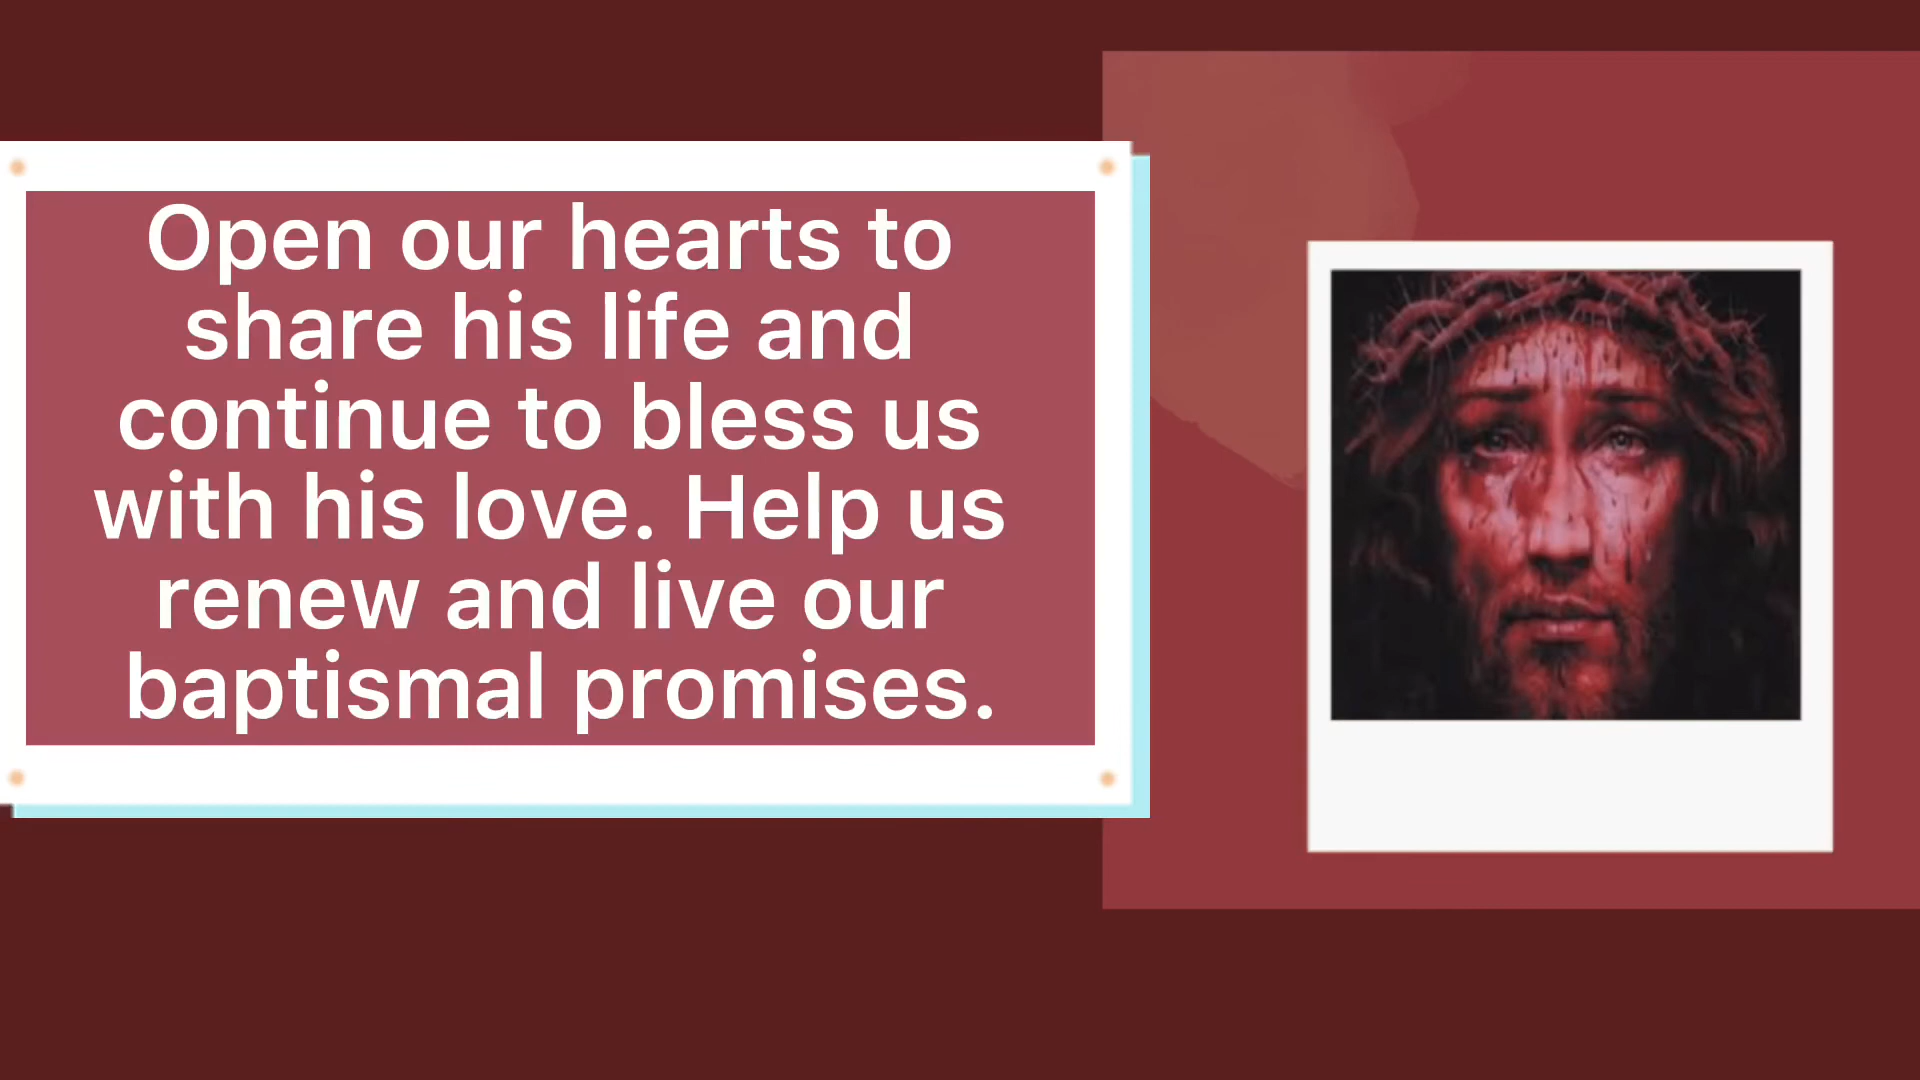 Open our hearts to
share his life and
continue to bless us
with his love. Help us
renew and live our
baptismal promises.